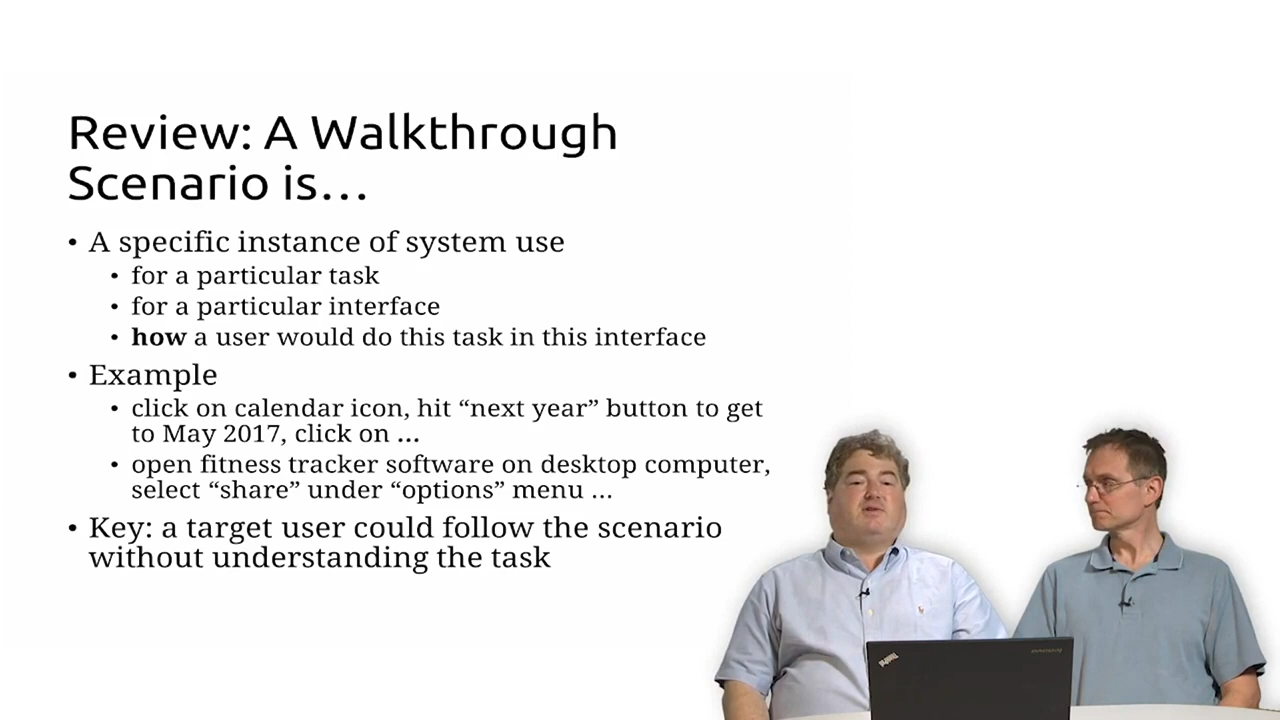 Review: A Walkthrough
Scenario is…
• A specific instance of system use
• for a particular task
• for a particular interface
• how a user would do this task in this interface
• Example
• click on calendar icon, hit “next year” button to get
to May 2017, click on …
• open fitness tracker software on desktop computer,
select “share” under “options” menu …
• Key: a target user could follow the scenario
without understanding the task